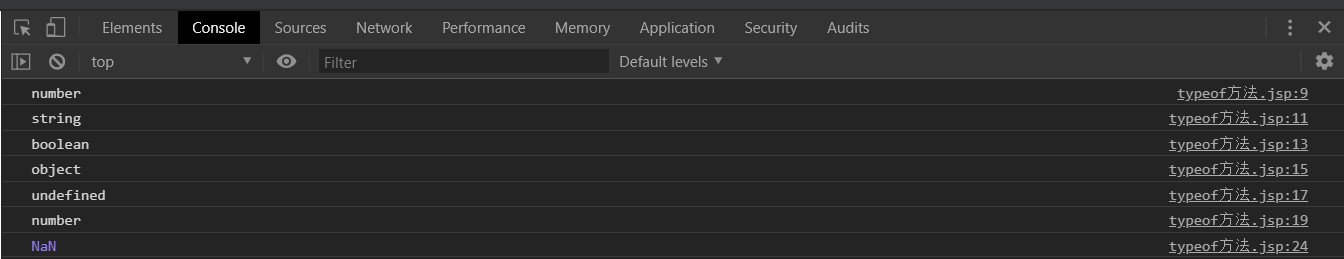 Elements Console Sources Network Performance Memory Application Security Audits
top Filter Default levels
number typeof方法.jsp:9
string typeof方法.jsp:11
boolean typeof方法.jsp:13
object typeof方法.jsp:15
undefined typeof方法.jsp:17
number typeof方法.jsp:19
NaN typeof方法.jsp:24